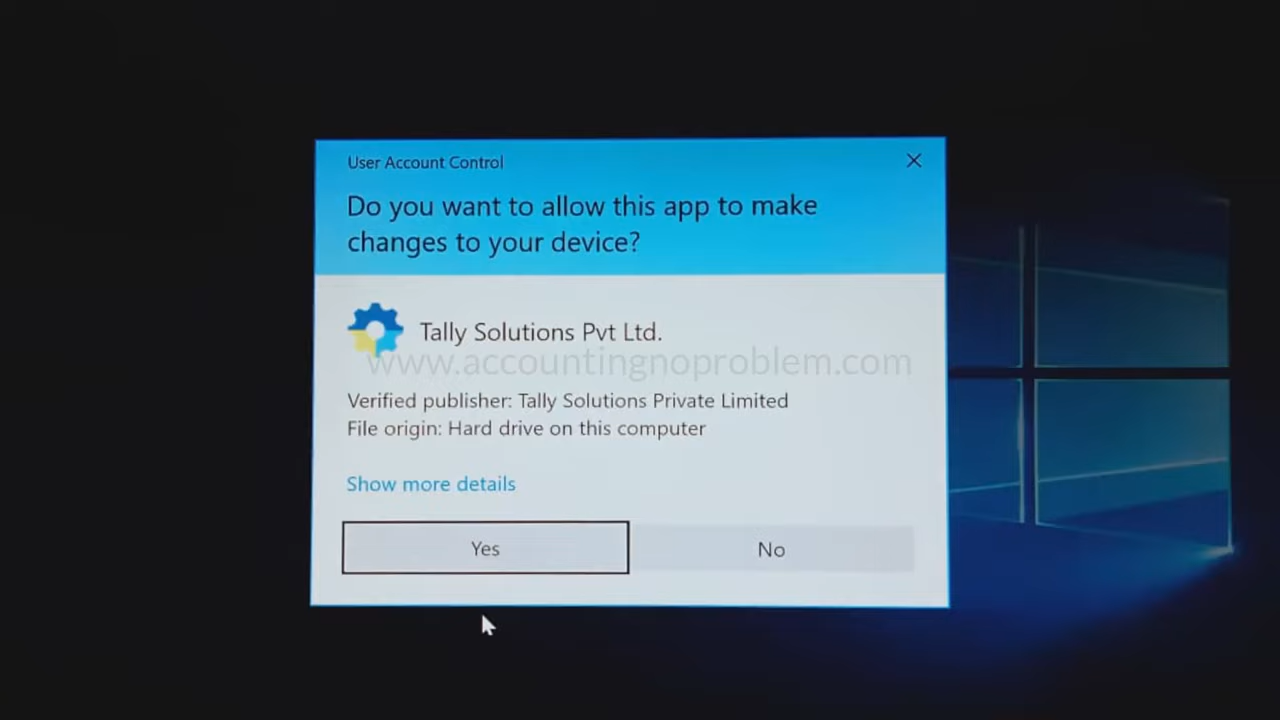 User Account Control
Do you want to allow this app to make
changes to your device?
Tally Solutions Pvt Ltd.
www.accountingnoproblem.com
Verified publisher: Tally Solutions Private Limited
File origin: Hard drive on this computer
Show more details
Yes
No